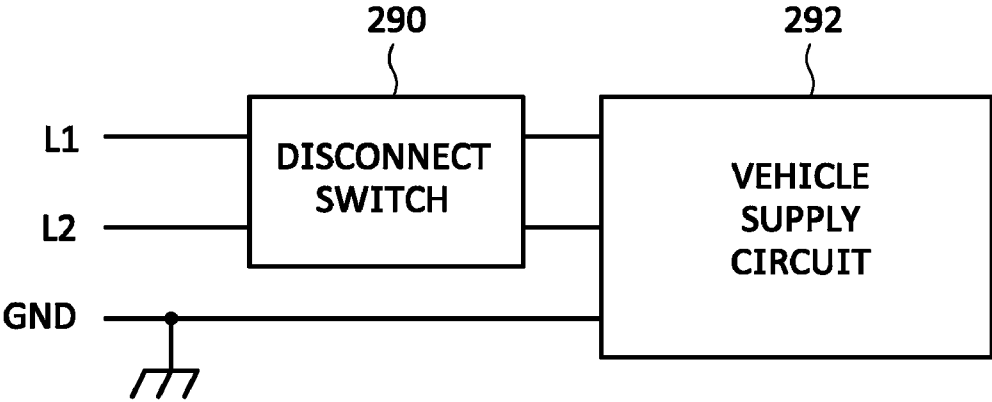 290
292
L1
DISCONNECT
SWITCH
L2
VEHICLE
SUPPLY
CIRCUIT
GND